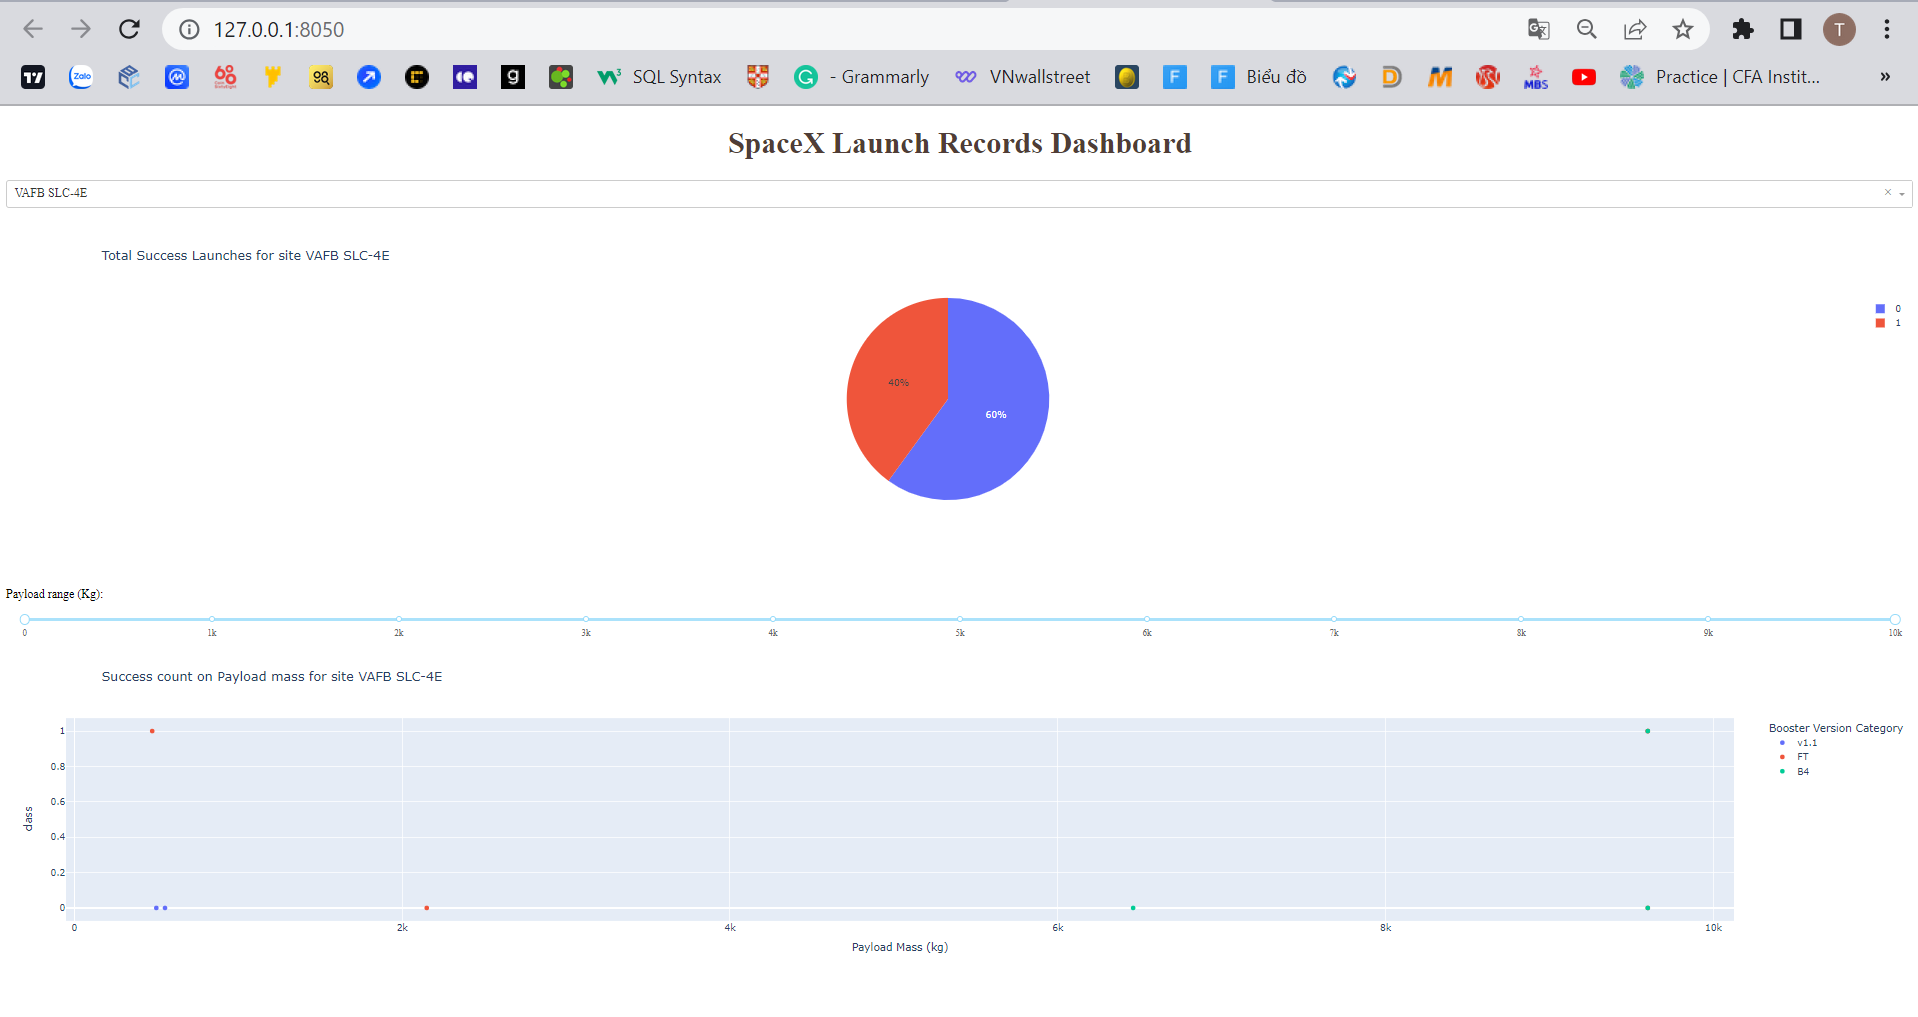 127.0.0.1:8050
T
Zalo
98
SQL Syntax
- Grammarly
VNwallstreet
F
F
Biểu đồ
D
MBS
Practice | CFA Instit...
»
SpaceX Launch Records Dashboard
VAFB SLC-4E
Total Success Launches for site VAFB SLC-4E
0
1
40%
60%
Payload range (Kg):
0 1k 2k 3k 4k 5k 6k 7k 8k 9k 10k
Success count on Payload mass for site VAFB SLC-4E
Booster Version Category
v1.1
FT
B4
class
1
0.8
0.6
0.4
0.2
0
0 2k 4k 6k 8k 10k
Payload Mass (kg)